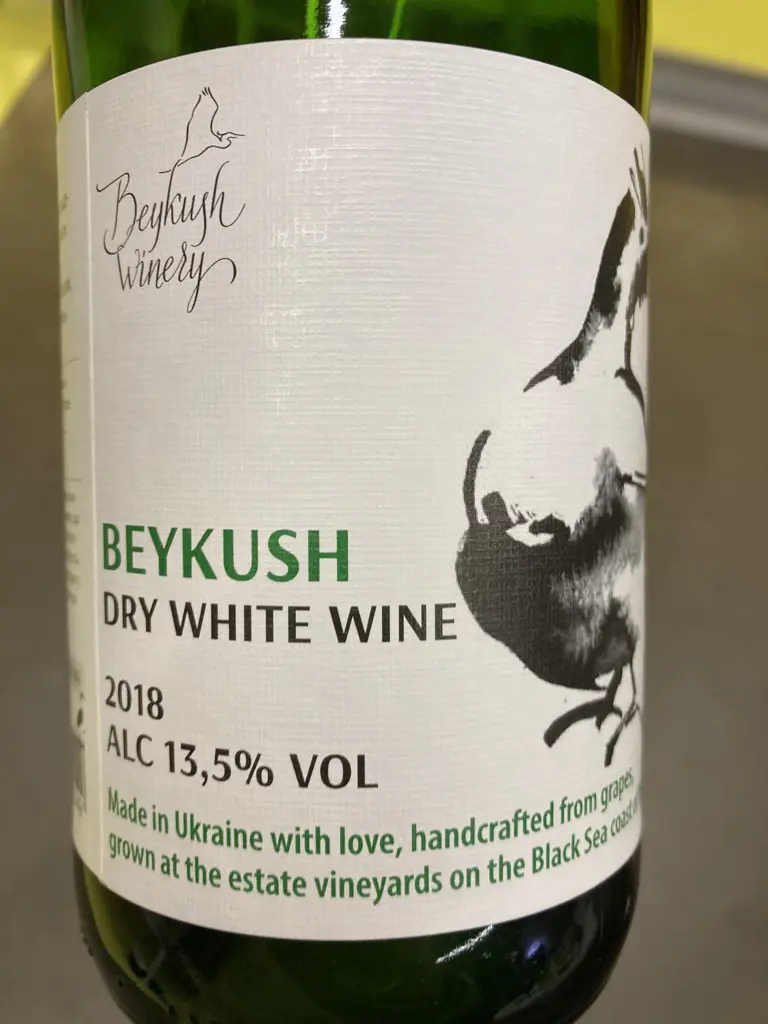 Beykush
Winery
BEYKUSH
DRY WHITE WINE
2018
ALC 13,5% VOL
Made in Ukraine with love, handcrafted from grapes,
grown at the estate vineyards on the Black Sea coast